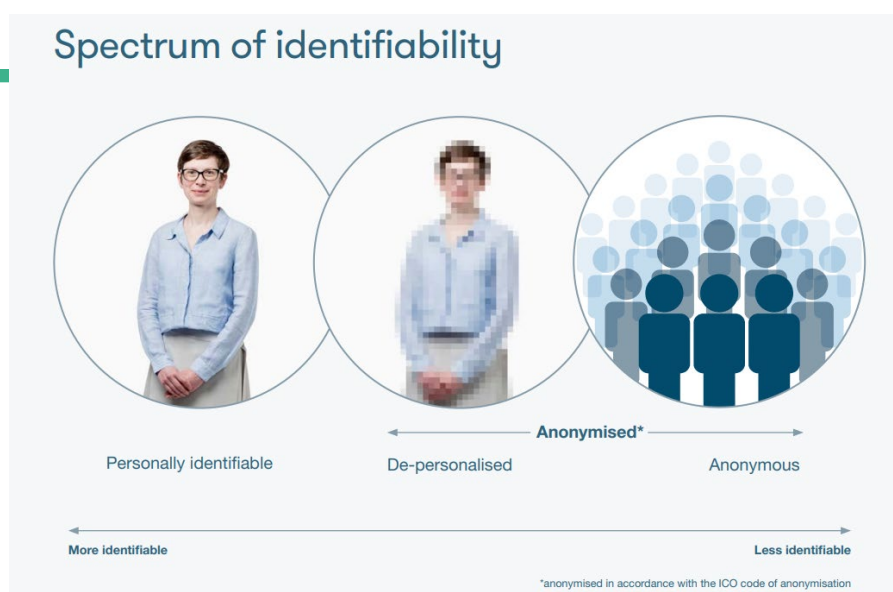 Spectrum of identifiability
Anonymised*
Personally identifiable
De-personalised
Anonymous
More identifiable
Less identifiable
*anonymised in accordance with the ICO code of anonymisation